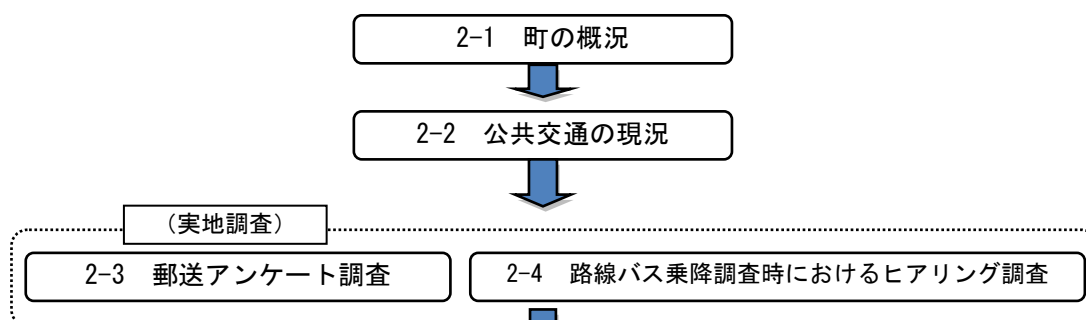 2-1 町の概況
2-2 公共交通の現況
（実地調査）
2-3 郵送アンケート調査
2-4 路線バス乗降調査時におけるヒアリング調査